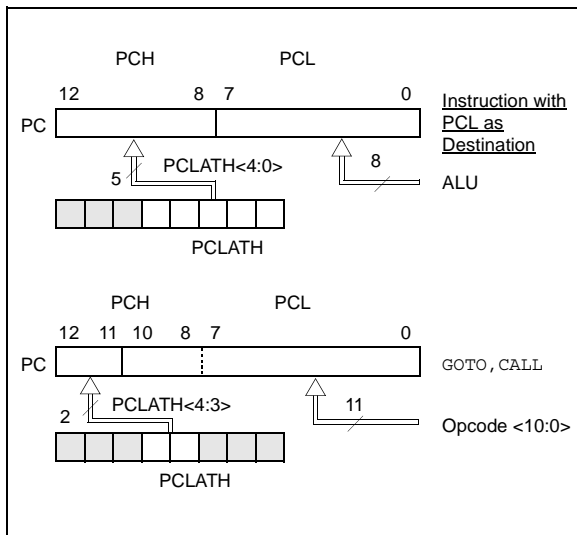 PCH PCL
12 8 7 0
PC
Instruction with
PCL as
Destination
5 PCLATH<4:0> 8
ALU
PCLATH
PCH PCL
12 11 10 8 7 0
PC
GOTO, CALL
2 PCLATH<4:3> 11
Opcode <10:0>
PCLATH